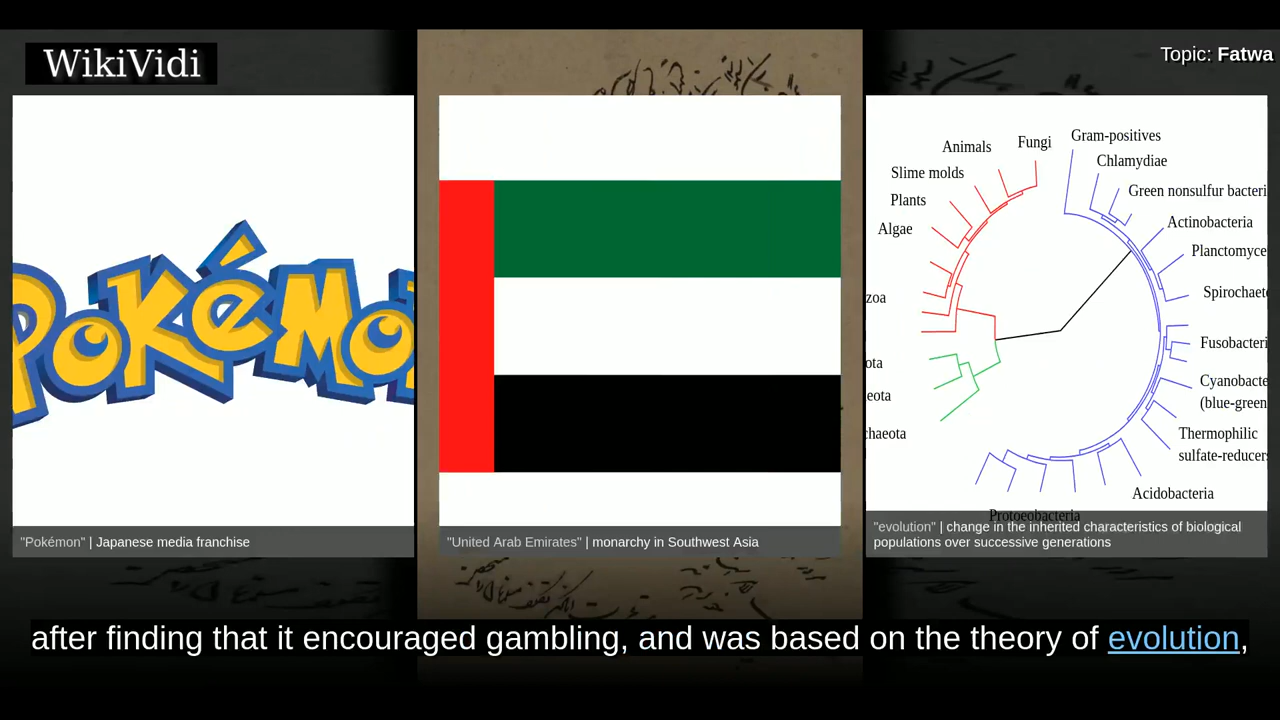 WikiVidi
Topic: Fatwa
Pokémo
"Pokémon" | Japanese media franchise
"United Arab Emirates" | monarchy in Southwest Asia
Animals
Fungi
Gram-positives
Slime molds
Chlamydiae
Plants
Green nonsulfur bacteri
Algae
Actinobacteria
Planctomyce
zoa
Spirochaete
Fusobacteri
ota
Cyanobacte
(blue-green
eota
Thermophilic
sulfate-reducers
chaeota
Acidobacteria
Protoeobacteria
"evolution" | change in the inherited characteristics of biological
populations over successive generations
after finding that it encouraged gambling, and was based on the theory of evolution,